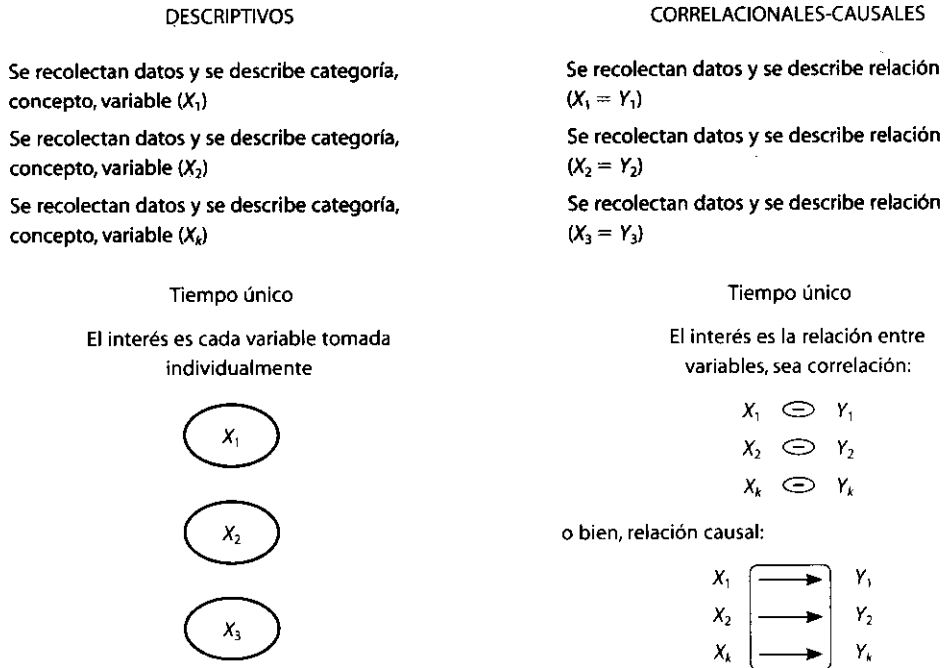 DESCRIPTIVOS
Se recolectan datos y se describe categoría,
concepto, variable (X₁)
Se recolectan datos y se describe categoría,
concepto, variable (X₂)
Se recolectan datos y se describe categoría,
concepto, variable (Xₖ)
Tiempo único
El interés es cada variable tomada
individualmente
X₁
X₂
X₃
CORRELACIONALES-CAUSALES
Se recolectan datos y se describe relación
(X₁ = Y₁)
Se recolectan datos y se describe relación
(X₂ = Y₂)
Se recolectan datos y se describe relación
(X₃ = Y₃)
Tiempo único
El interés es la relación entre
variables, sea correlación:
X₁ − Y₁
X₂ − Y₂
Xₖ − Yₖ
o bien, relación causal:
X₁ → Y₁
X₂ → Y₂
Xₖ → Yₖ